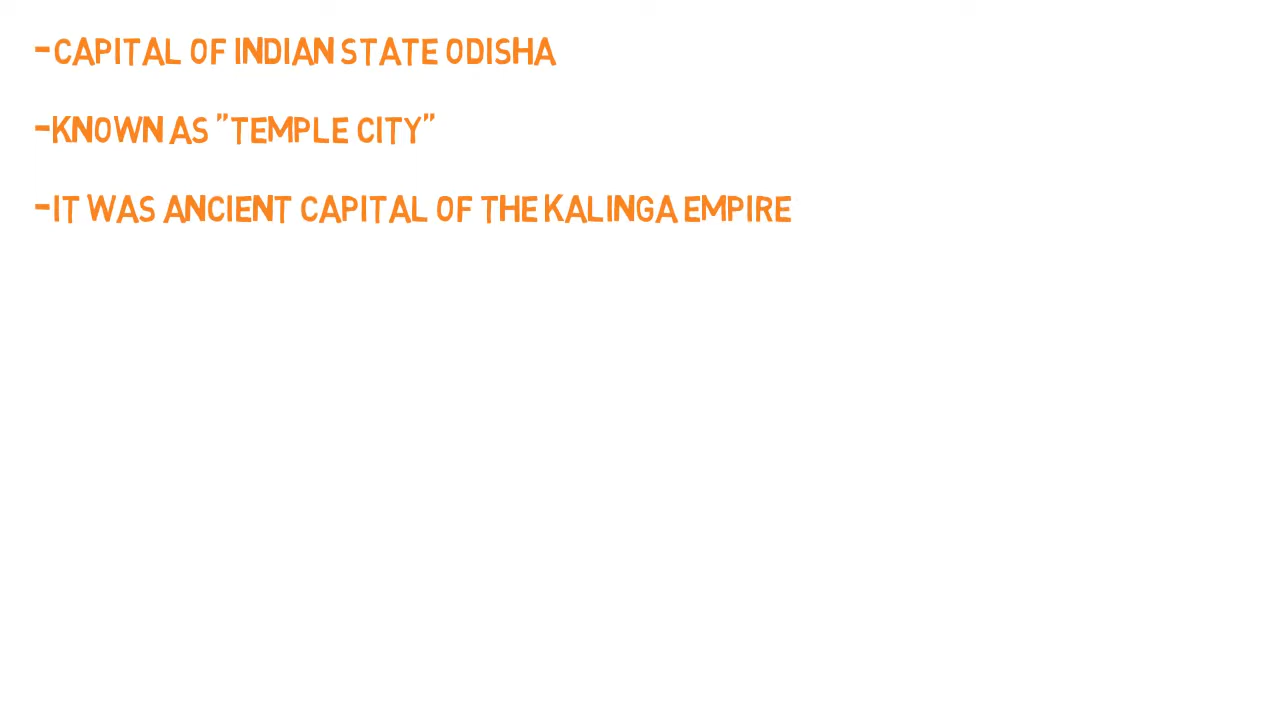 -CAPITAL OF INDIAN STATE ODISHA
-KNOWN AS "TEMPLE CITY"
-IT WAS ANCIENT CAPITAL OF THE KALINGA EMPIRE